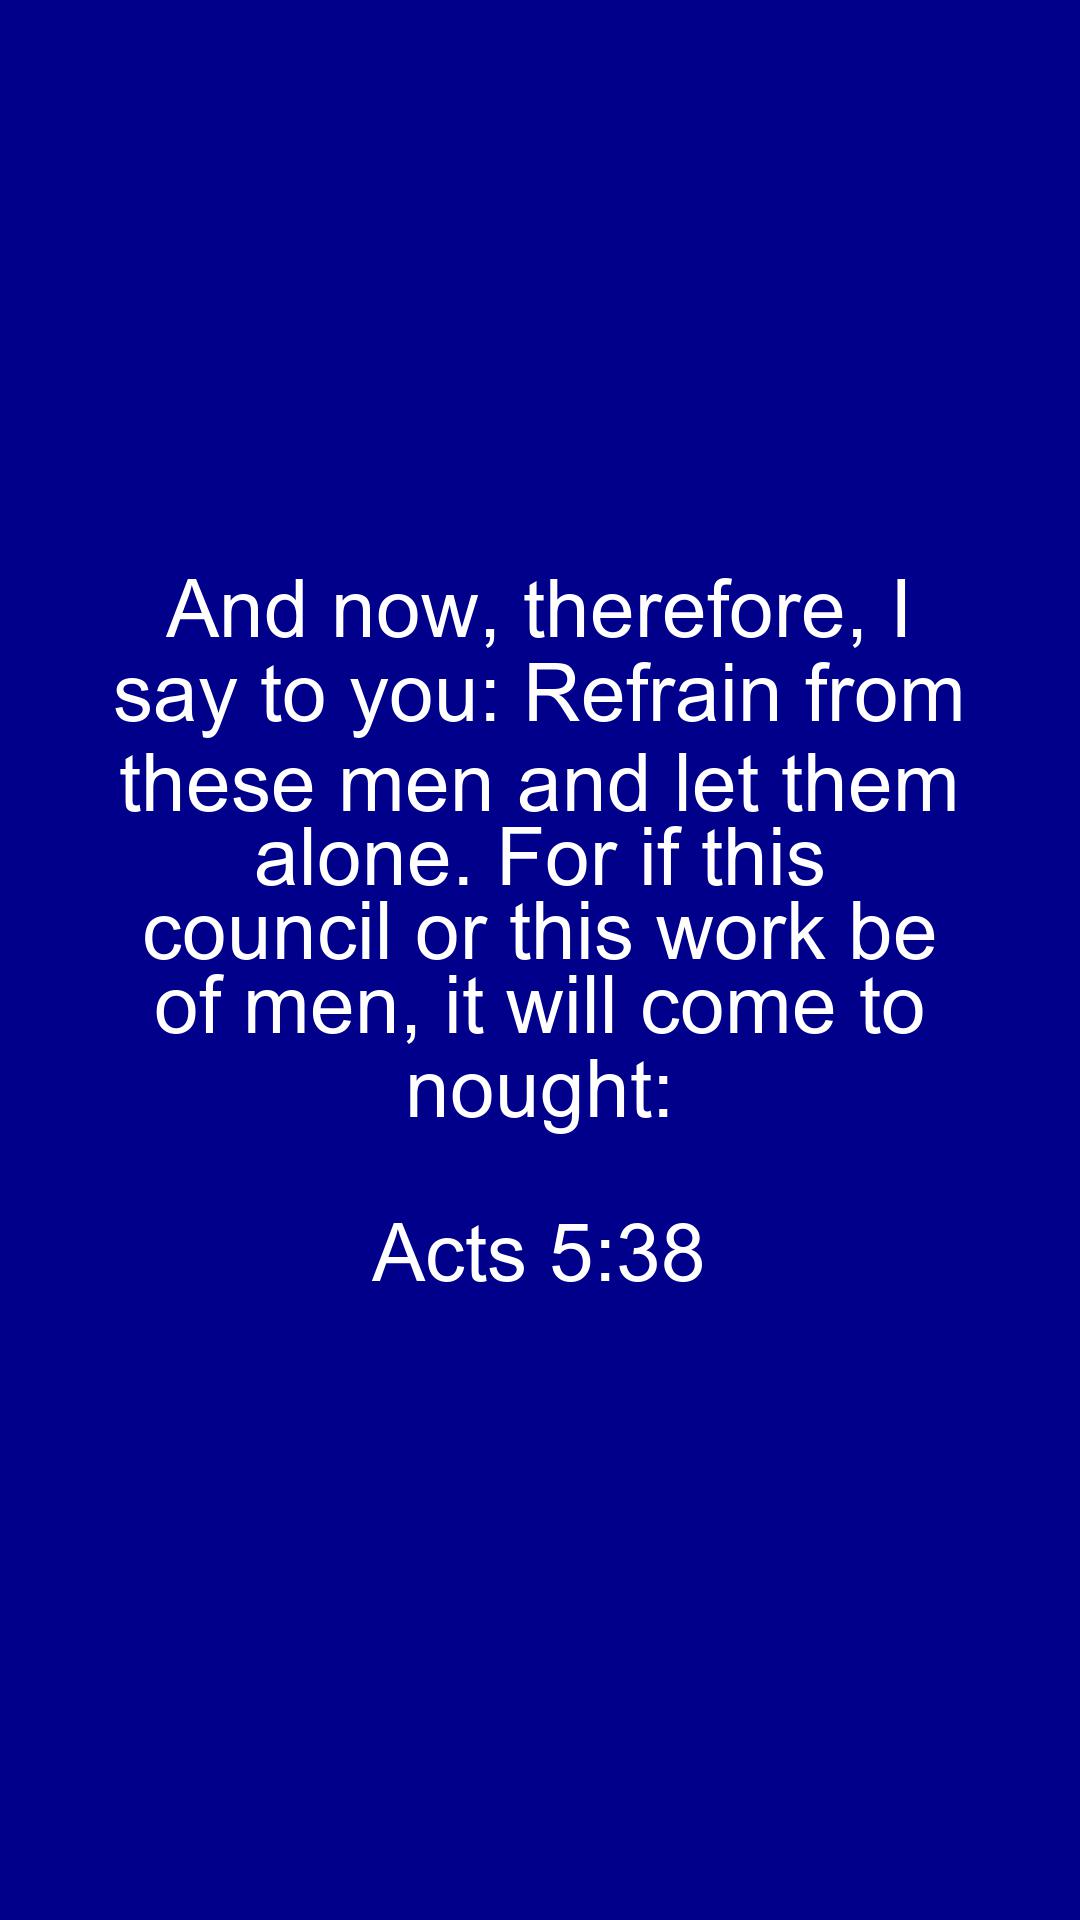 And now, therefore, I
say to you: Refrain from
these men and let them
alone. For if this
council or this work be
of men, it will come to
nought:
Acts 5:38